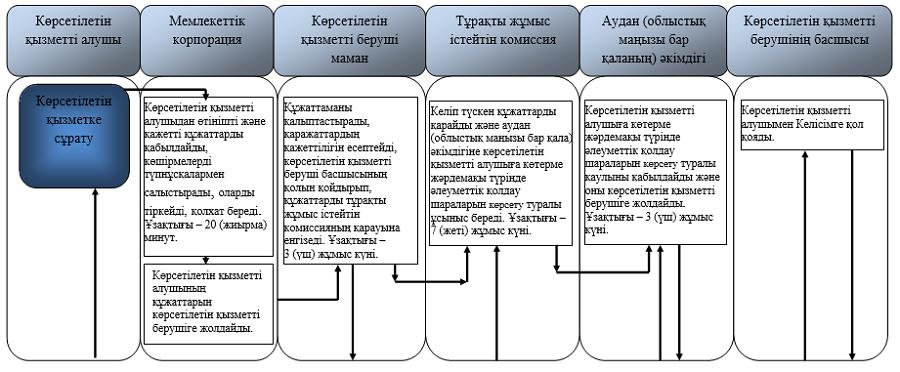 Көрсетілетін
қызметті алушы
Мемлекеттік
корпорация
Көрсетілетін
қызметті беруші
маман
Тұрақты жұмыс
істейтін комиссия
Аудан (облыстық
маңызы бар
қаланың) әкімдігі
Көрсетілетін қызметті
берушінің басшысы
Көрсетілетін
қызметке
сұрату
Көрсетілетін қызметті
алушыдан өтінішті және
қажетті құжаттарды
қабылдайды,
көшірмелерді
түпнұсқалармен
салыстырады, оларды
тіркейді, қолхат береді.
Ұзақтығы – 20 (жиырма)
минут.
Көрсетілетін қызметті
алушының
құжаттарын
көрсетілетін қызметті
берушіге жолдайды.
Құжаттаманы
қалыптастырады,
қаражаттардың
қажеттілігін есептейді,
көрсетілетін қызметті
беруші басшысының
қолын қойдырып,
құжаттарды тұрақты
жұмыс істейтін
комиссияның қарауына
енгізеді. Ұзақтығы –
3 (үш) жұмыс күні.
Келіп түскен құжаттарды
қарайды және аудан
(облыстық маңызы бар қала)
әкімдігіне көрсетілетін
қызметті алушыға көтерме
жәрдемақы түрінде
әлеуметтік қолдау
шараларын көрсету туралы
ұсыныс береді. Ұзақтығы –
7 (жеті) жұмыс күні.
Көрсетілетін қызметті
алушыға көтерме
жәрдемақы түрінде
әлеуметтік қолдау
шараларын көрсету туралы
қаулыны қабылдайды және
оны көрсетілетін қызметті
берушіге жолдайды.
Ұзақтығы – 3 (үш) жұмыс
күні.
Көрсетілетін қызметті
алушымен Келісімге қол
қояды.